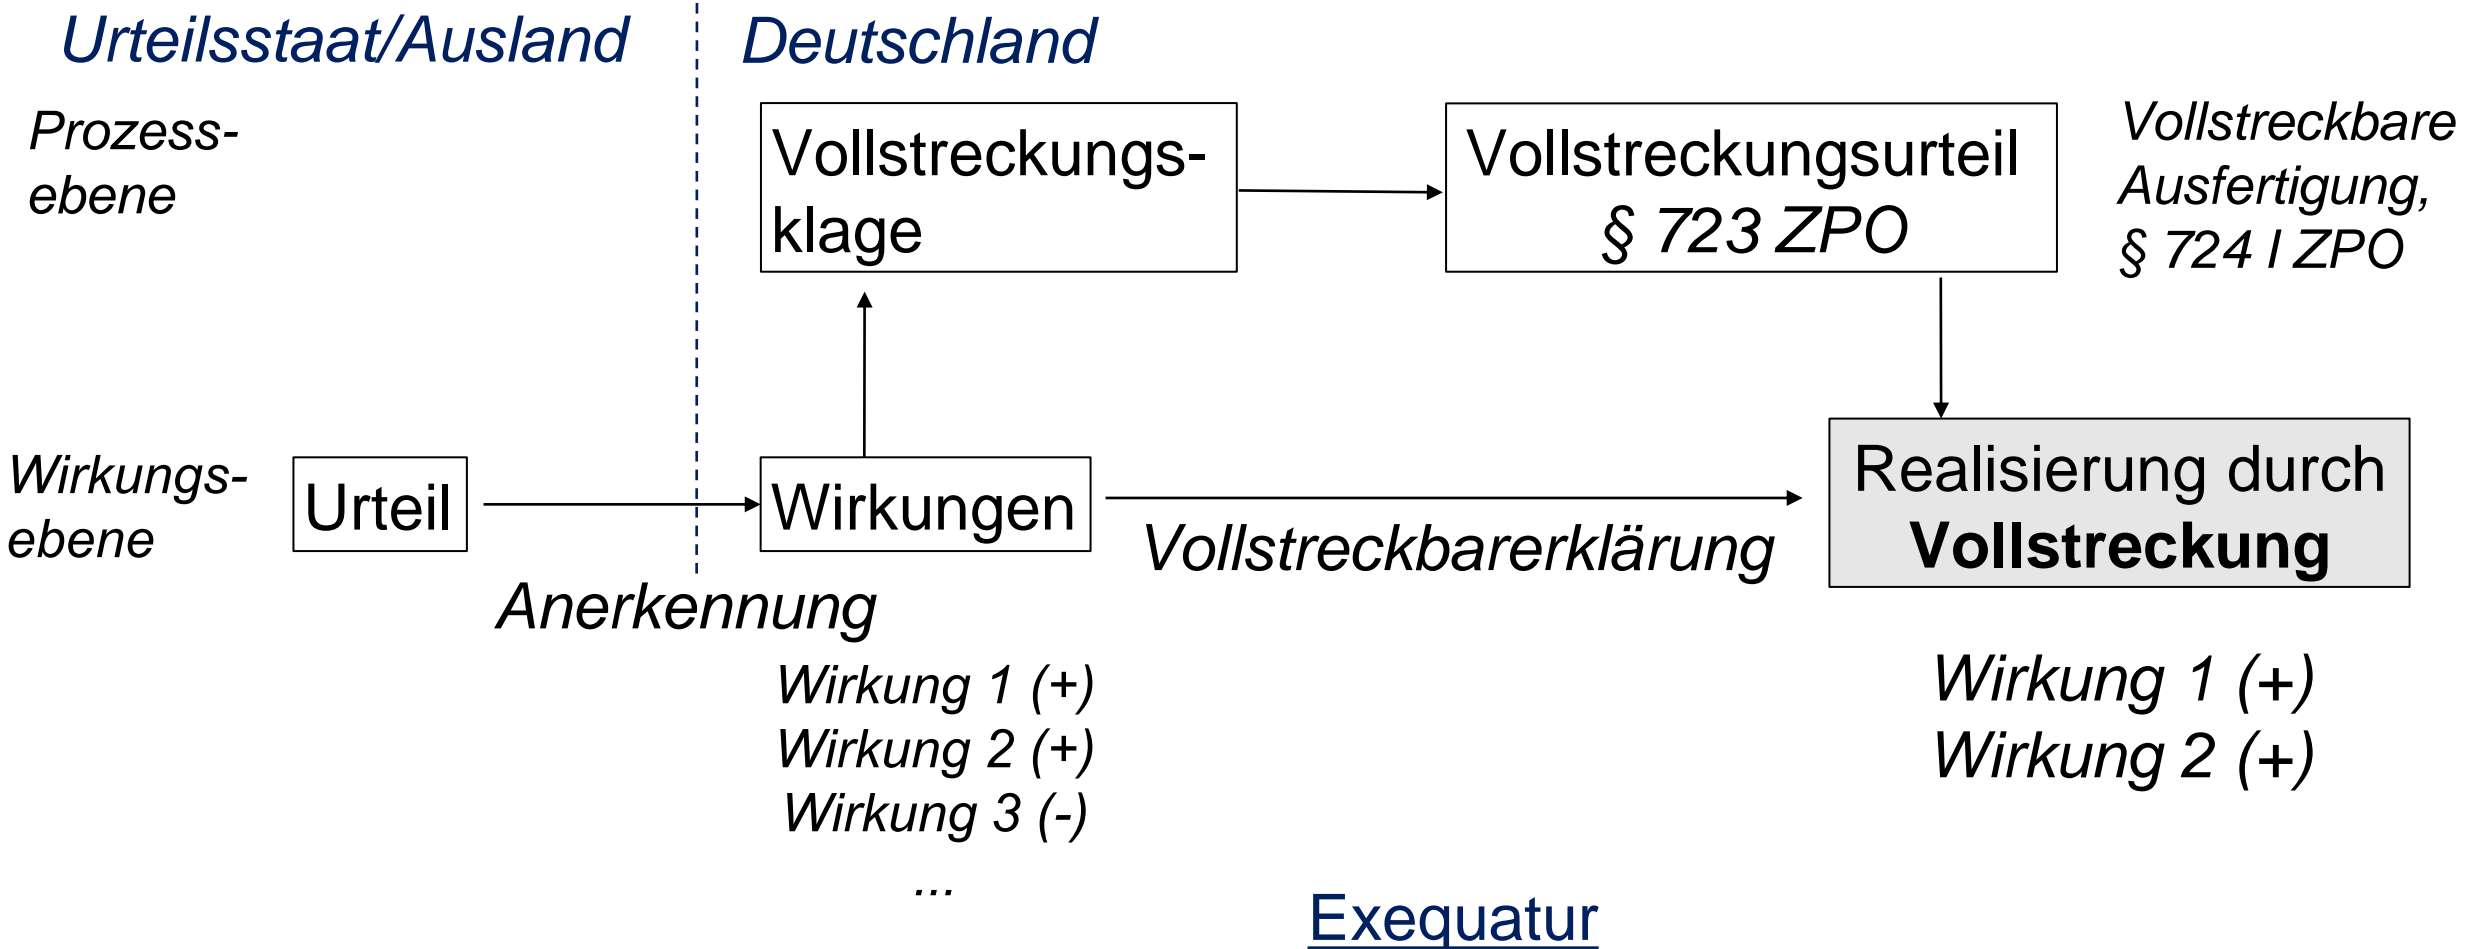 Urteilsstaat/Ausland
Deutschland
Prozess-
ebene
Vollstreckungs-
klage
Vollstreckungsurteil
§ 723 ZPO
Vollstreckbare
Ausfertigung,
§ 724 I ZPO
Wirkungs-
ebene
Urteil
Wirkungen
Vollstreckbarerklärung
Realisierung durch
Vollstreckung
Anerkennung
Wirkung 1 (+)
Wirkung 2 (+)
Wirkung 3 (-)
...
Wirkung 1 (+)
Wirkung 2 (+)
Exequatur